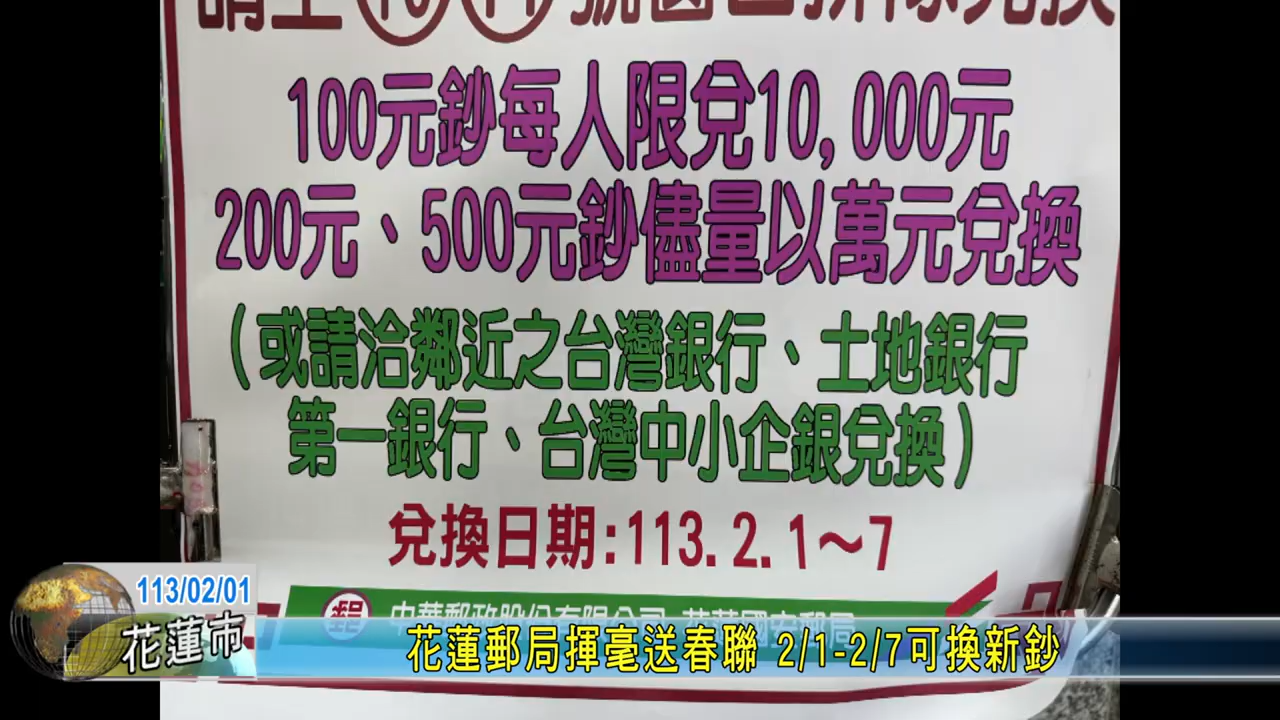 100元鈔每人限兌10,000元
200元、500元鈔儘量以萬元兌換
(或請洽鄰近之台灣銀行、土地銀行
第一銀行、台灣中小企銀兌換)
兌換日期:113.2.1~7
113/02/01
花蓮市
花蓮郵局揮毫送春聯 2/1-2/7可換新鈔